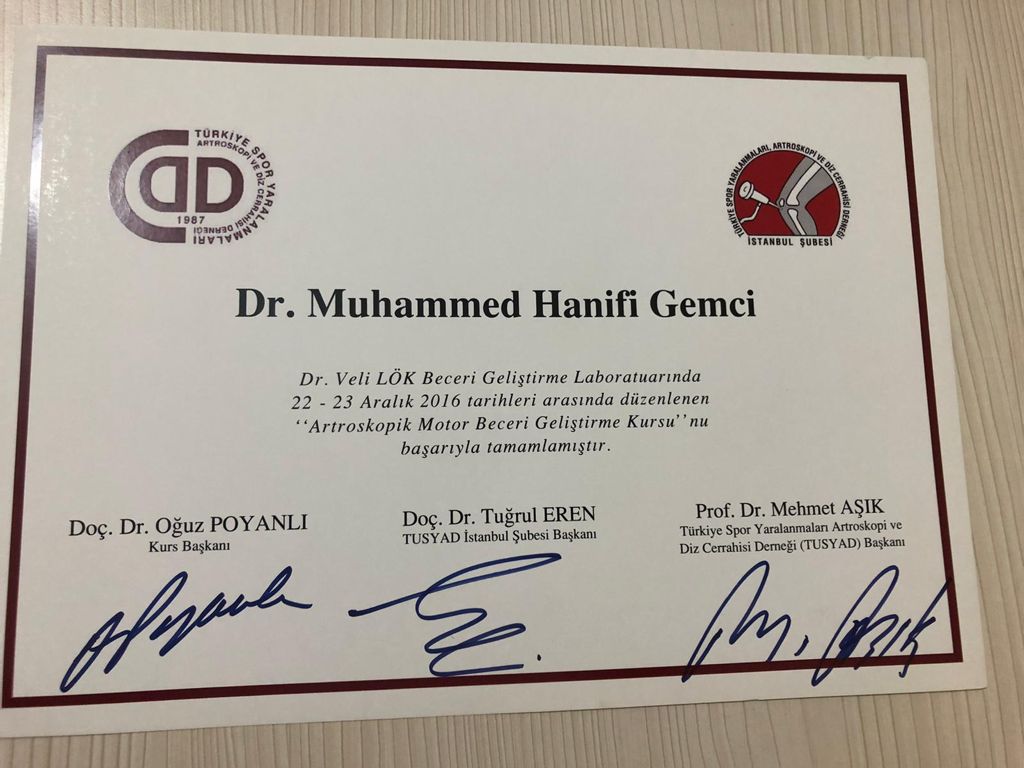 TÜRKİYE SPOR YARALANMALARI
ARTROSKOPİ VE DİZ CERRAHİSİ DERNEĞİ
1987
TÜRKİYE SPOR YARALANMALARI, ARTROSKOPİ VE DİZ CERRAHİSİ DERNEĞİ
İSTANBUL ŞUBESİ
Dr. Muhammed Hanifi Gemci
Dr. Veli LÖK Beceri Geliştirme Laboratuarında
22 - 23 Aralık 2016 tarihleri arasında düzenlenen
‘‘Artroskopik Motor Beceri Geliştirme Kursu’’nu
başarıyla tamamlamıştır.
Doç. Dr. Oğuz POYANLI
Kurs Başkanı
Doç. Dr. Tuğrul EREN
TUSYAD İstanbul Şubesi Başkanı
Prof. Dr. Mehmet AŞIK
Türkiye Spor Yaralanmaları Artroskopi ve
Diz Cerrahisi Derneği (TUSYAD) Başkanı